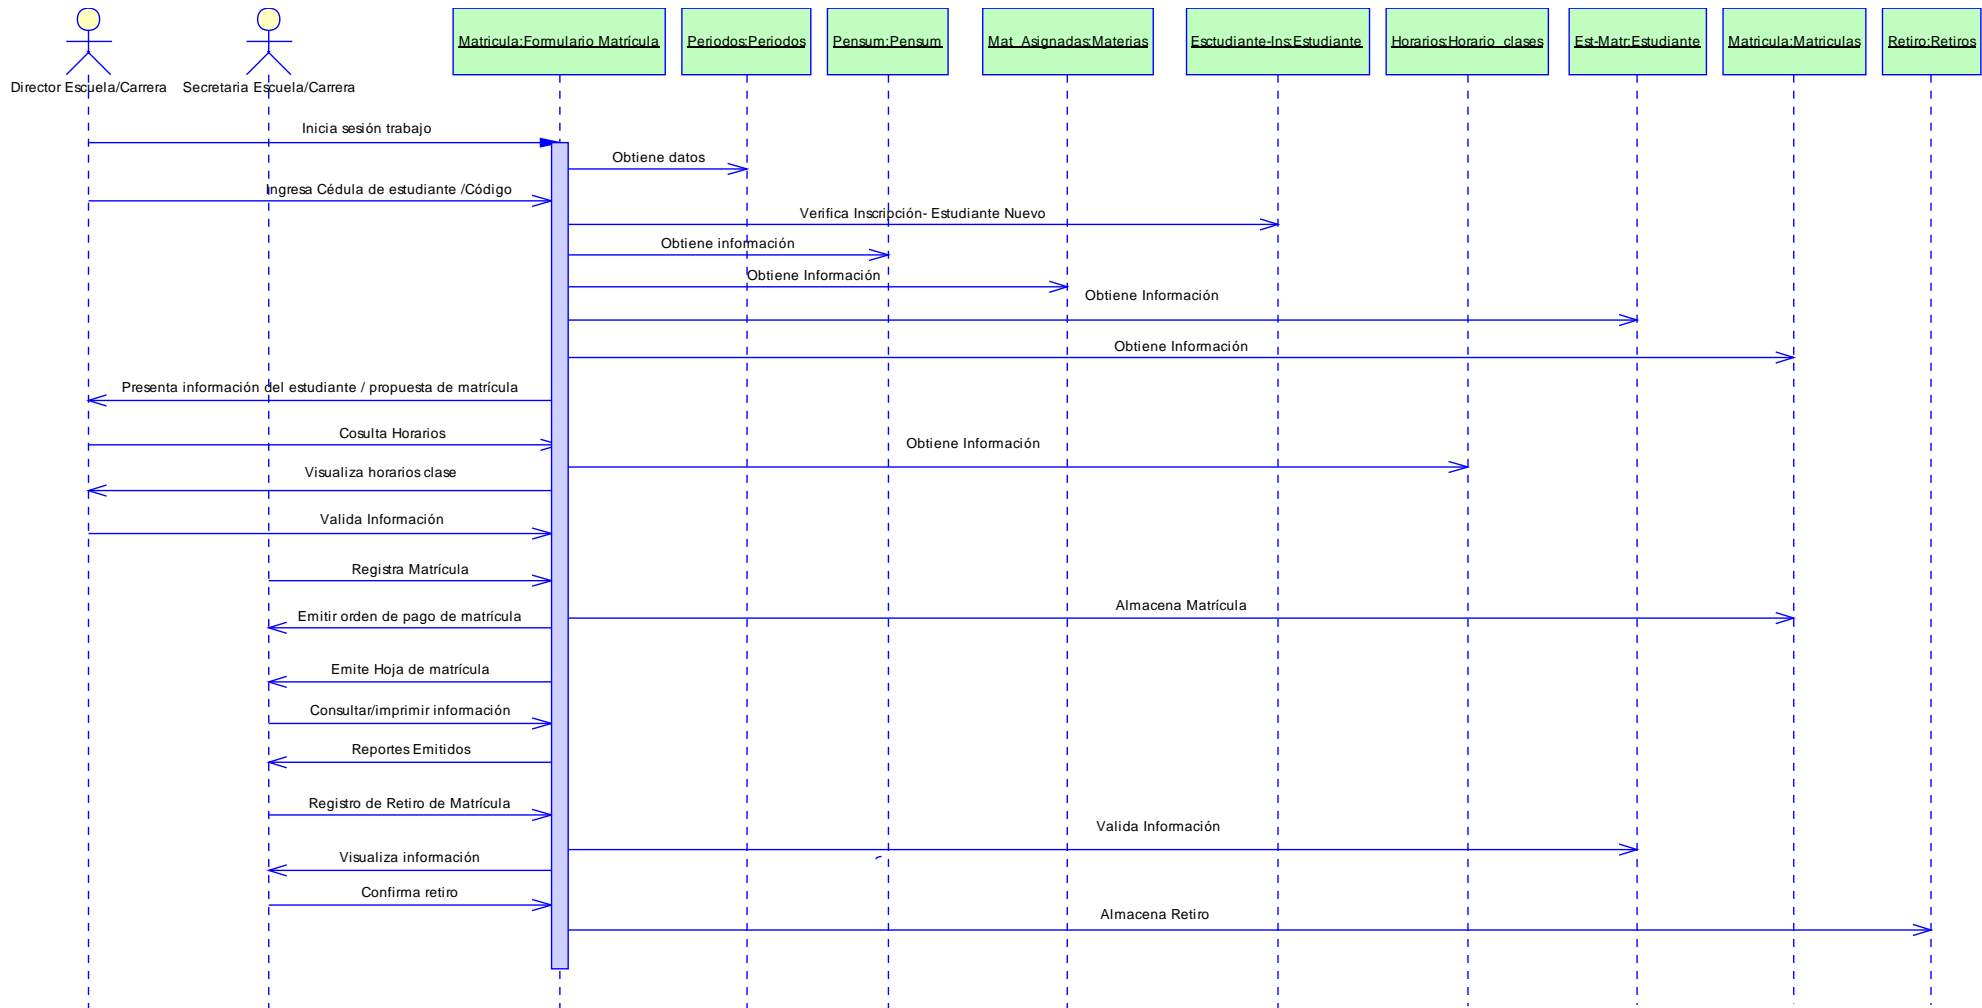 Matricula:Formulario Matrícula
Periodos:Periodos
Pensum:Pensum
Mat_Asignadas:Materias
Esctudiante-Ins:Estudiante
Horarios:Horario_clases
Est-Matr:Estudiante
Matricula:Matriculas
Retiro:Retiros
Director Escuela/Carrera
Secretaria Escuela/Carrera
Inicia sesión trabajo
Obtiene datos
Ingresa Cédula de estudiante /Código
Verifica Inscripción- Estudiante Nuevo
Obtiene información
Obtiene Información
Obtiene Información
Obtiene Información
Presenta información del estudiante / propuesta de matrícula
Cosulta Horarios
Obtiene Información
Visualiza horarios clase
Valida Información
Registra Matrícula
Almacena Matrícula
Emitir orden de pago de matrícula
Emite Hoja de matrícula
Consultar/imprimir información
Reportes Emitidos
Registro de Retiro de Matrícula
Valida Información
Visualiza información
Confirma retiro
Almacena Retiro